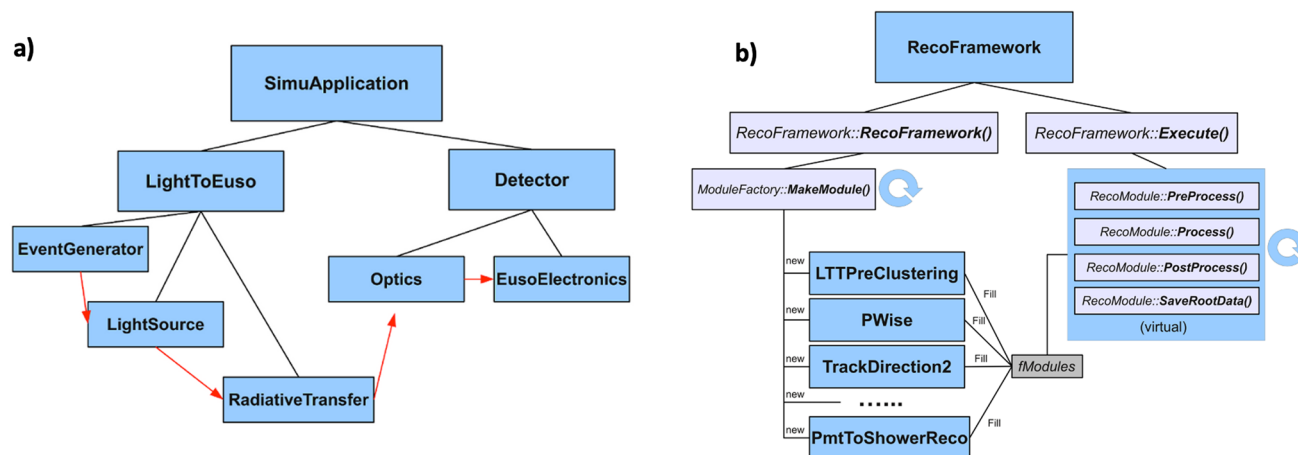 a)
SimuApplication
LightToEuso
Detector
EventGenerator
Optics
EusoElectronics
LightSource
RadiativeTransfer
b)
RecoFramework
RecoFramework::RecoFramework()
RecoFramework::Execute()
ModuleFactory::MakeModule()
RecoModule::PreProcess()
RecoModule::Process()
RecoModule::PostProcess()
RecoModule::SaveRootData()
(virtual)
new
LTTPreClustering
Fill
new
PWise
Fill
new
TrackDirection2
Fill
fModules
new
......
new
PmtToShowerReco
Fill